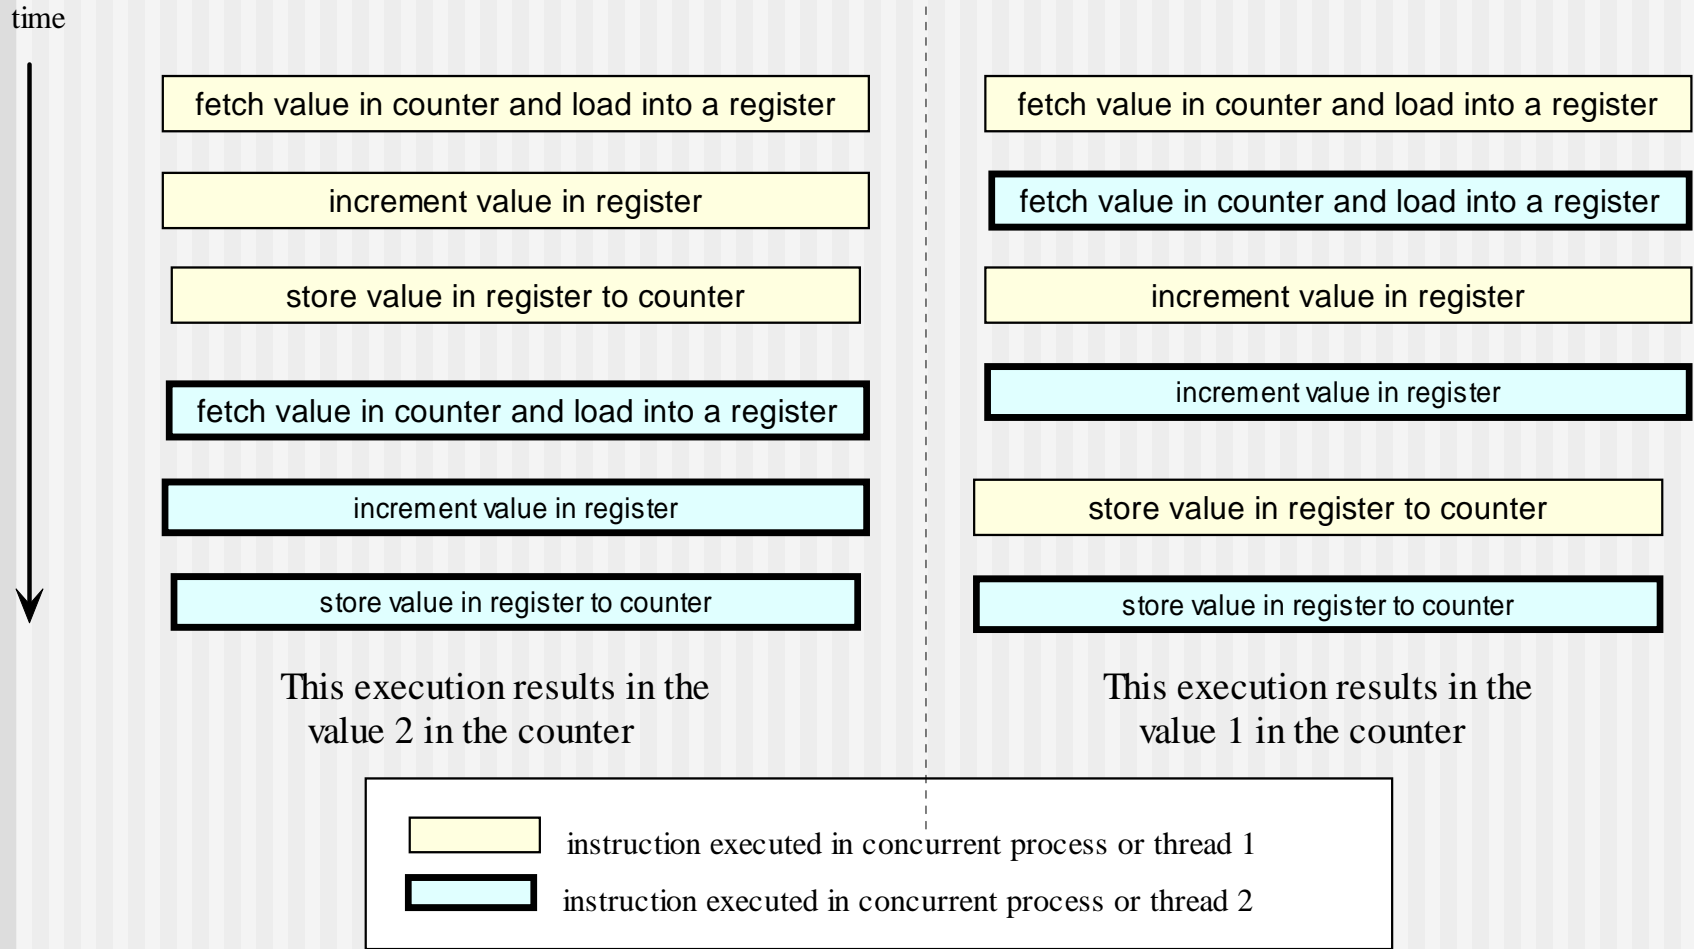 time
fetch value in counter and load into a register
increment value in register
store value in register to counter
fetch value in counter and load into a register
increment value in register
store value in register to counter
This execution results in the
value 2 in the counter
fetch value in counter and load into a register
fetch value in counter and load into a register
increment value in register
increment value in register
store value in register to counter
store value in register to counter
This execution results in the
value 1 in the counter
instruction executed in concurrent process or thread 1
instruction executed in concurrent process or thread 2